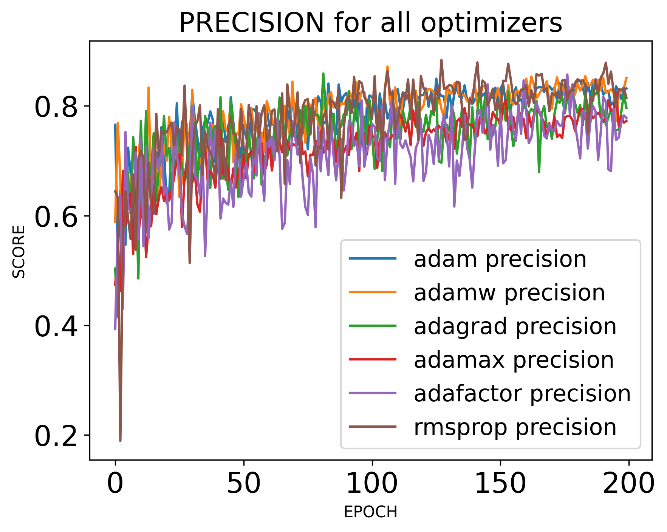 PRECISION for all optimizers
SCORE
0.8
0.6
0.4
0.2
adam precision
adamw precision
adagrad precision
adamax precision
adafactor precision
rmsprop precision
0 50 100 150 200
EPOCH